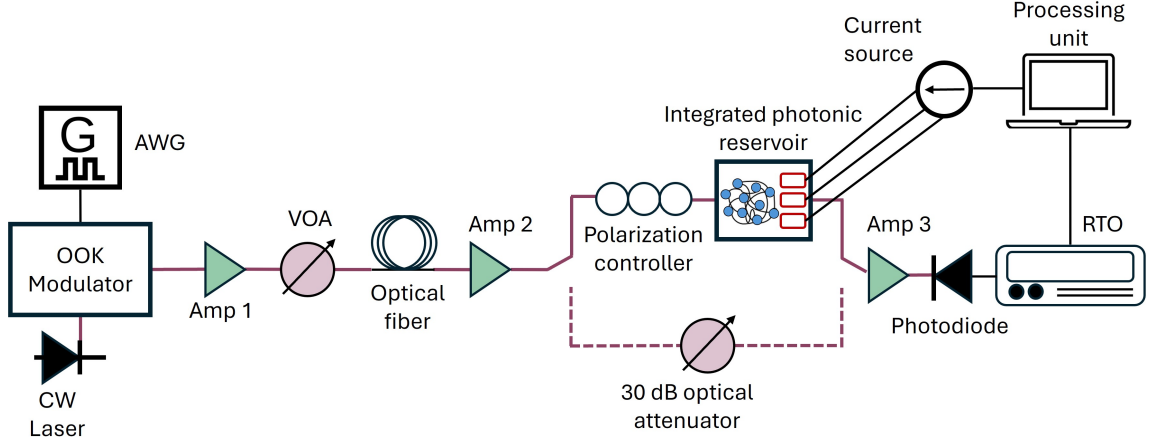 Current
source
Processing
unit
Integrated photonic
reservoir
G
AWG
VOA
Amp 2
Amp 3
RTO
OOK
Modulator
Polarization
controller
Amp 1
Optical
fiber
Photodiode
CW
Laser
30 dB optical
attenuator